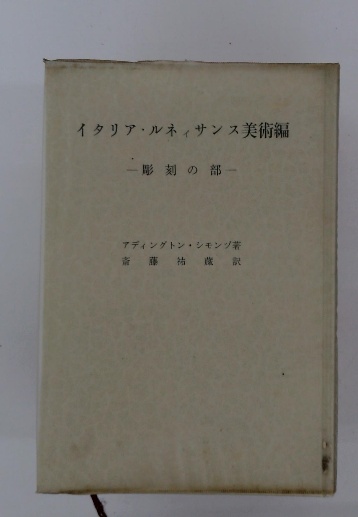 イタリア・ルネィサンス美術編
―彫刻の部―
アディングトン・シモンヅ著
斎藤祐蔵訳